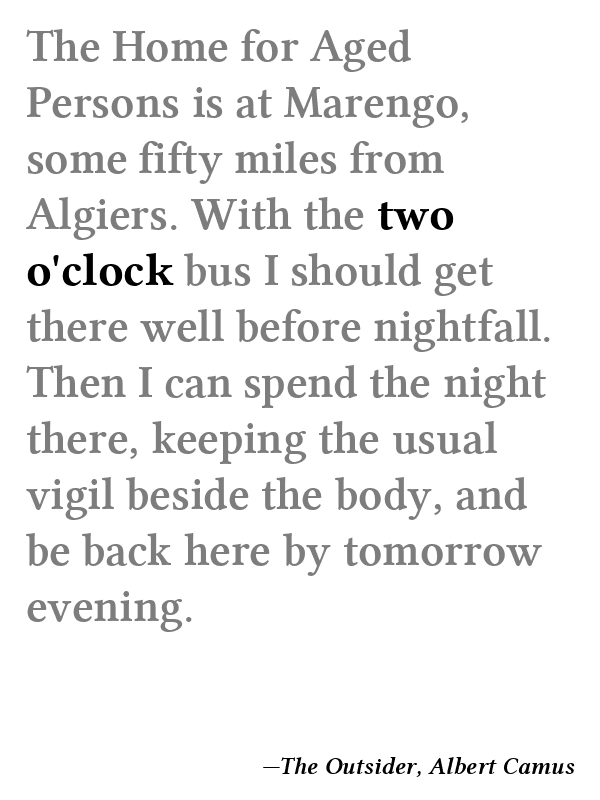 The Home for Aged
Persons is at Marengo,
some fifty miles from
Algiers. With the two
o'clock bus I should get
there well before nightfall.
Then I can spend the night
there, keeping the usual
vigil beside the body, and
be back here by tomorrow
evening.
—The Outsider, Albert Camus